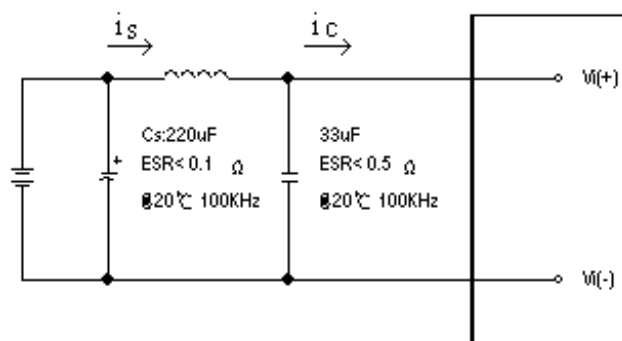 iS
iC
Vi(+)
Cs:220uF
ESR< 0.1 Ω
@20℃ 100KHz
33uF
ESR< 0.5 Ω
@20℃ 100KHz
+
Vi(-)